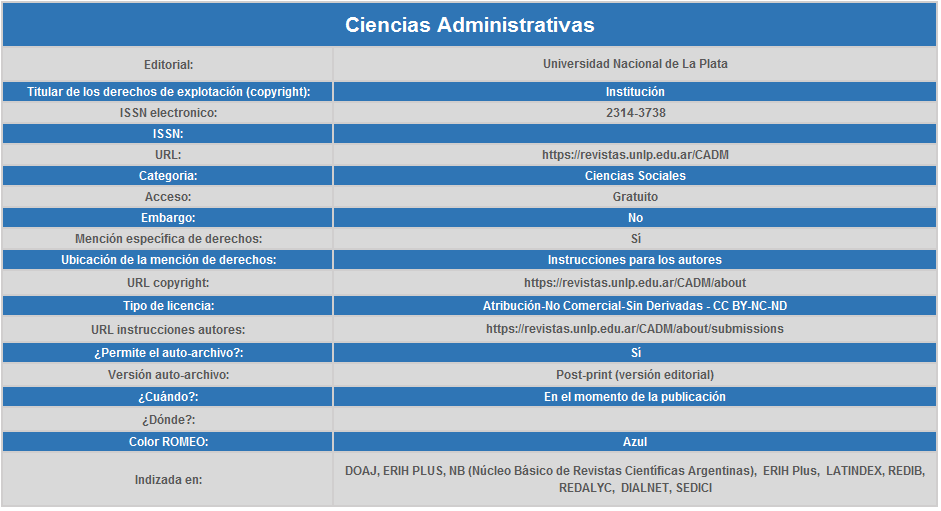 Ciencias Administrativas
Editorial: Universidad Nacional de La Plata
Titular de los derechos de explotación (copyright): Institución
ISSN electronico: 2314-3738
ISSN:
URL: https://revistas.unlp.edu.ar/CADM
Categoria: Ciencias Sociales
Acceso: Gratuito
Embargo: No
Mención específica de derechos: Sí
Ubicación de la mención de derechos: Instrucciones para los autores
URL copyright: https://revistas.unlp.edu.ar/CADM/about
Tipo de licencia: Atribución-No Comercial-Sin Derivadas - CC BY-NC-ND
URL instrucciones autores: https://revistas.unlp.edu.ar/CADM/about/submissions
¿Permite el auto-archivo?: Sí
Versión auto-archivo: Post-print (versión editorial)
¿Cuándo?: En el momento de la publicación
¿Dónde?:
Color ROMEO: Azul
Indizada en: DOAJ, ERIH PLUS, NB (Núcleo Básico de Revistas Científicas Argentinas), ERIH Plus, LATINDEX, REDIB,
REDALYC, DIALNET, SEDICI